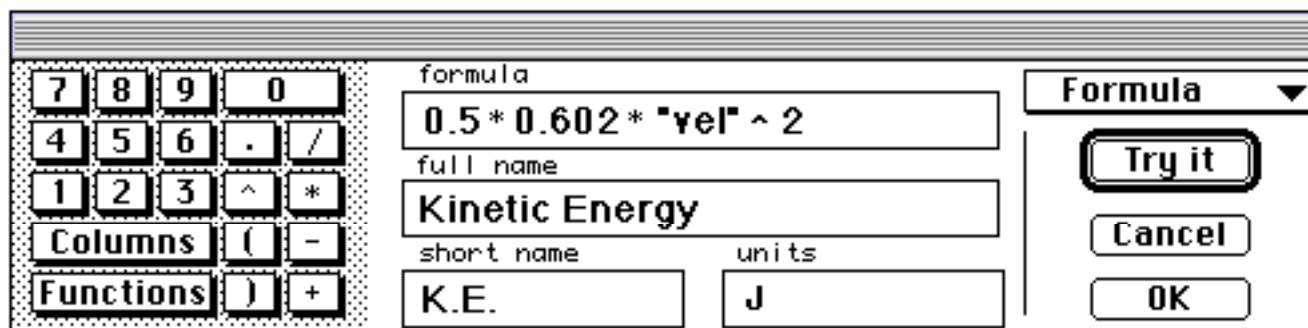 7 8 9 0
4 5 6 . /
1 2 3 ^ *
Columns ( -
Functions ) +
formula
0.5 * 0.602 * "vel" ^ 2
full name
Kinetic Energy
short name
K.E.
units
J
Formula
Try it
Cancel
OK